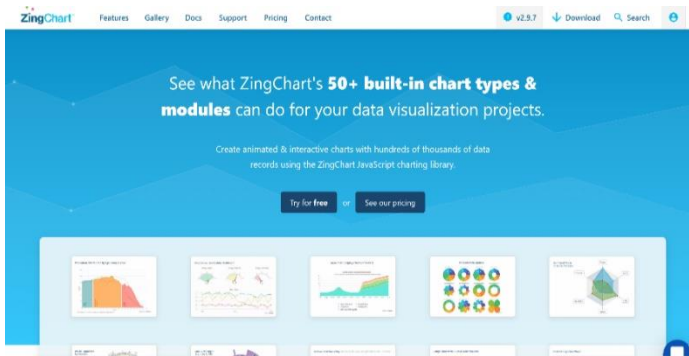 ZingChart
Features Gallery Docs Support Pricing Contact
v2.9.7 Download Search
See what ZingChart's 50+ built-in chart types &
modules can do for your data visualization projects.
Create animated & interactive charts with hundreds of thousands of data
records using the ZingChart JavaScript charting library.
Try for free or See our pricing